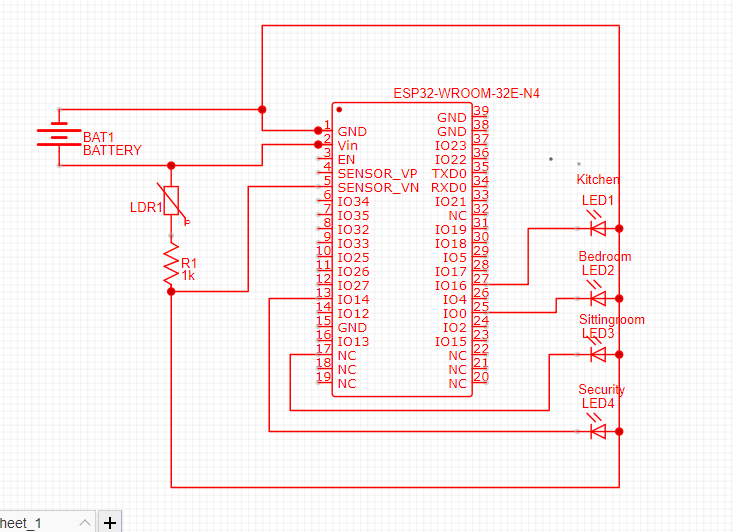 ESP32-WROOM-32E-N4
BAT1
BATTERY
LDR1
R1
1k
1 GND
2 Vin
3 EN
4 SENSOR_VP
5 SENSOR_VN
6 IO34
7 IO35
8 IO32
9 IO33
10 IO25
11 IO26
12 IO27
13 IO14
14 IO12
15 GND
16 IO13
17 NC
18 NC
19 NC
39
GND 38
GND 37
IO23 36
IO22 35
TXD0 34
RXD0 33
IO21 32
NC 31
IO19 30
IO18 29
IO5 28
IO17 27
IO16 26
IO4 25
IO0 24
IO2 23
IO15 22
NC 21
NC 20
NC
Kitchen
LED1
Bedroom
LED2
Sittingroom
LED3
Security
LED4
heet_1
+